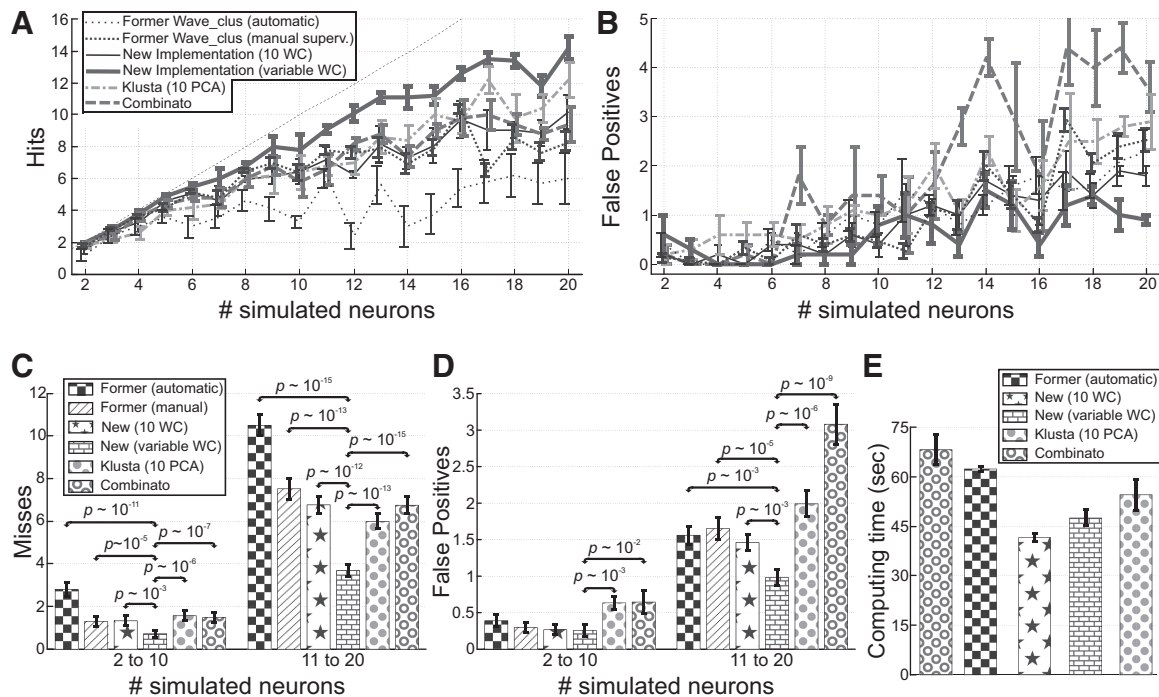 A
16
14
12
10
8
6
4
2
0
Hits
Former Wave_clus (automatic)
Former Wave_clus (manual superv.)
New Implementation (10 WC)
New Implementation (variable WC)
Klusta (10 PCA)
Combinato
2 4 6 8 10 12 14 16 18 20
# simulated neurons
B
5
4
3
2
1
0
False Positives
2 4 6 8 10 12 14 16 18 20
# simulated neurons
C
12
10
8
6
4
2
0
Misses
Former (automatic)
Former (manual)
New (10 WC)
New (variable WC)
Klusta (10 PCA)
Combinato
p ~ 10-11
p~10-5
p ~ 10-7
p ~ 10-6
p ~ 10-3
p ~ 10-15
p ~ 10-13
p ~ 10-15
p ~ 10-12
p ~ 10-13
2 to 10 11 to 20
# simulated neurons
D
3.5
3
2.5
2
1.5
1
0.5
0
False Positives
p ~ 10-2
p ~ 10-3
p ~ 10-9
p ~ 10-6
p ~ 10-5
p ~ 10-3
p ~ 10-3
2 to 10 11 to 20
# simulated neurons
E
Former (automatic)
New (10 WC)
New (variable WC)
Klusta (10 PCA)
Combinato
75
60
45
30
15
0
Computing time (sec)